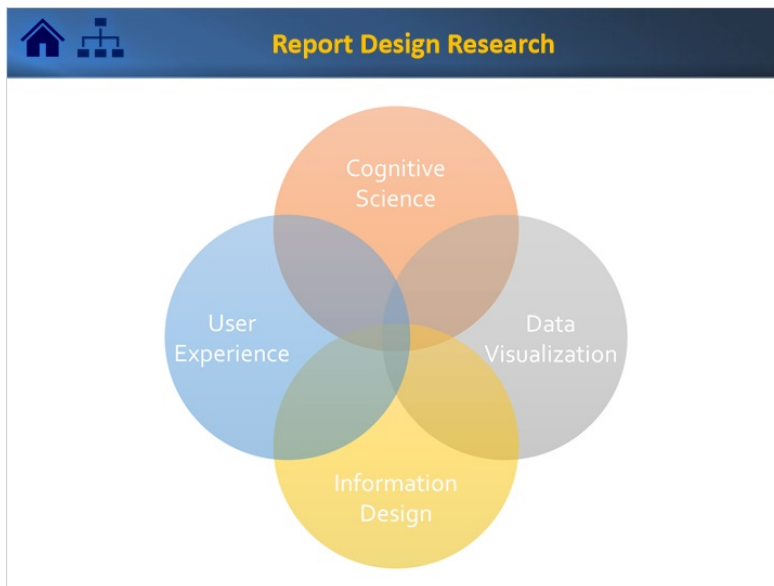 Report Design Research
Cognitive
Science
User
Experience
Data
Visualization
Information
Design